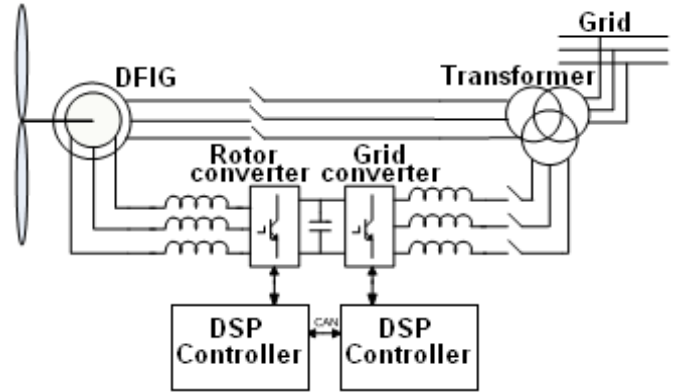 Grid
DFIG
Transformer
Rotor
converter
Grid
converter
DSP
Controller
CAN
DSP
Controller